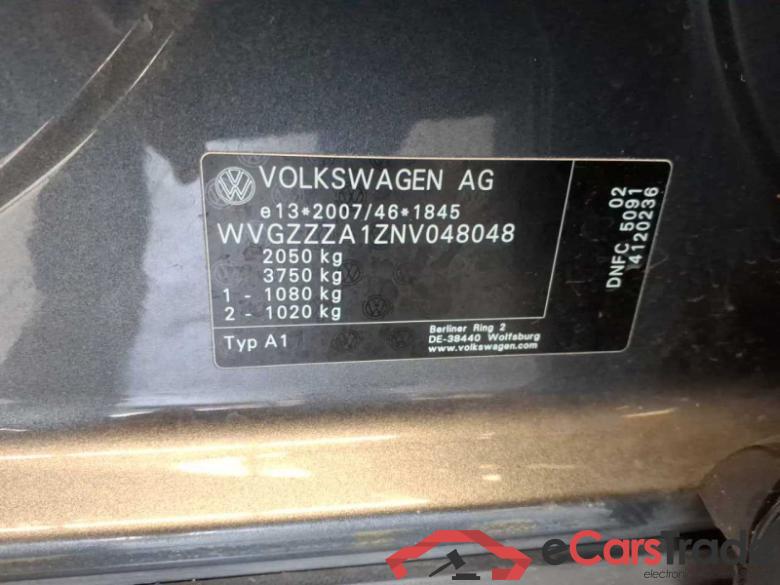 VOLKSWAGEN AG
e13*2007/46*1845
WVGZZZA1ZNV048048
2050 kg
3750 kg
1 - 1080 kg
2 - 1020 kg
Typ A1
Berliner Ring 2
DE-38440 Wolfsburg
www.volkswagen.com
02
DNFC 5091
14120236
eCarsTrade